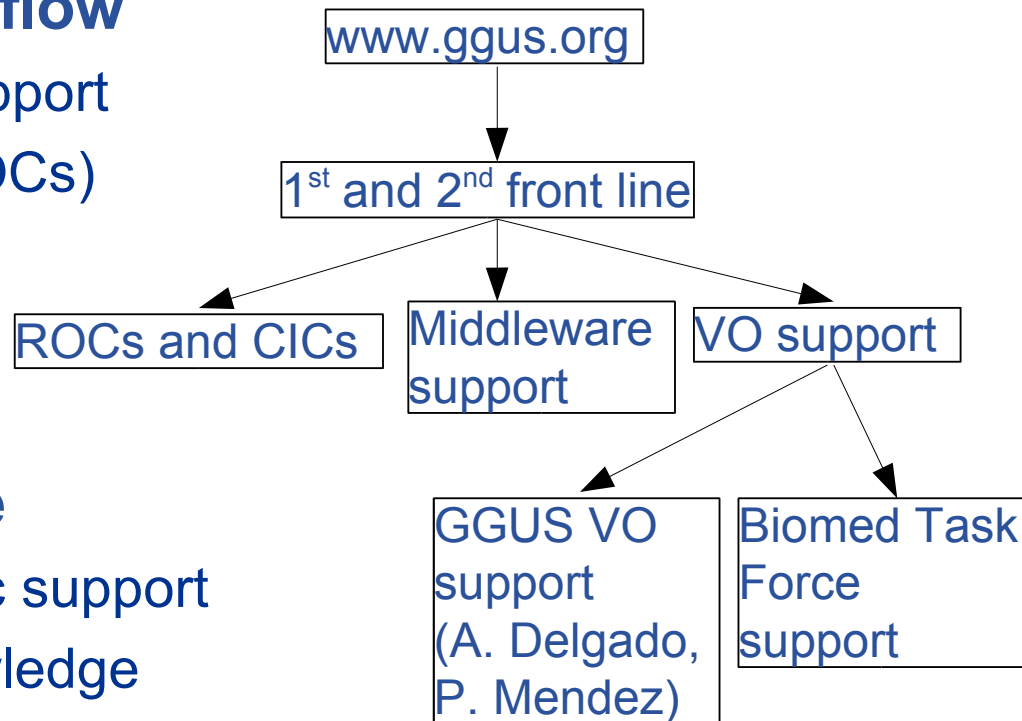 flow
www.ggus.org
pport
OCs)
1st and 2nd front line
ROCs and CICs
Middleware
support
VO support
e
c support
wledge
GGUS VO
support
(A. Delgado,
P. Mendez)
Biomed Task
Force
support